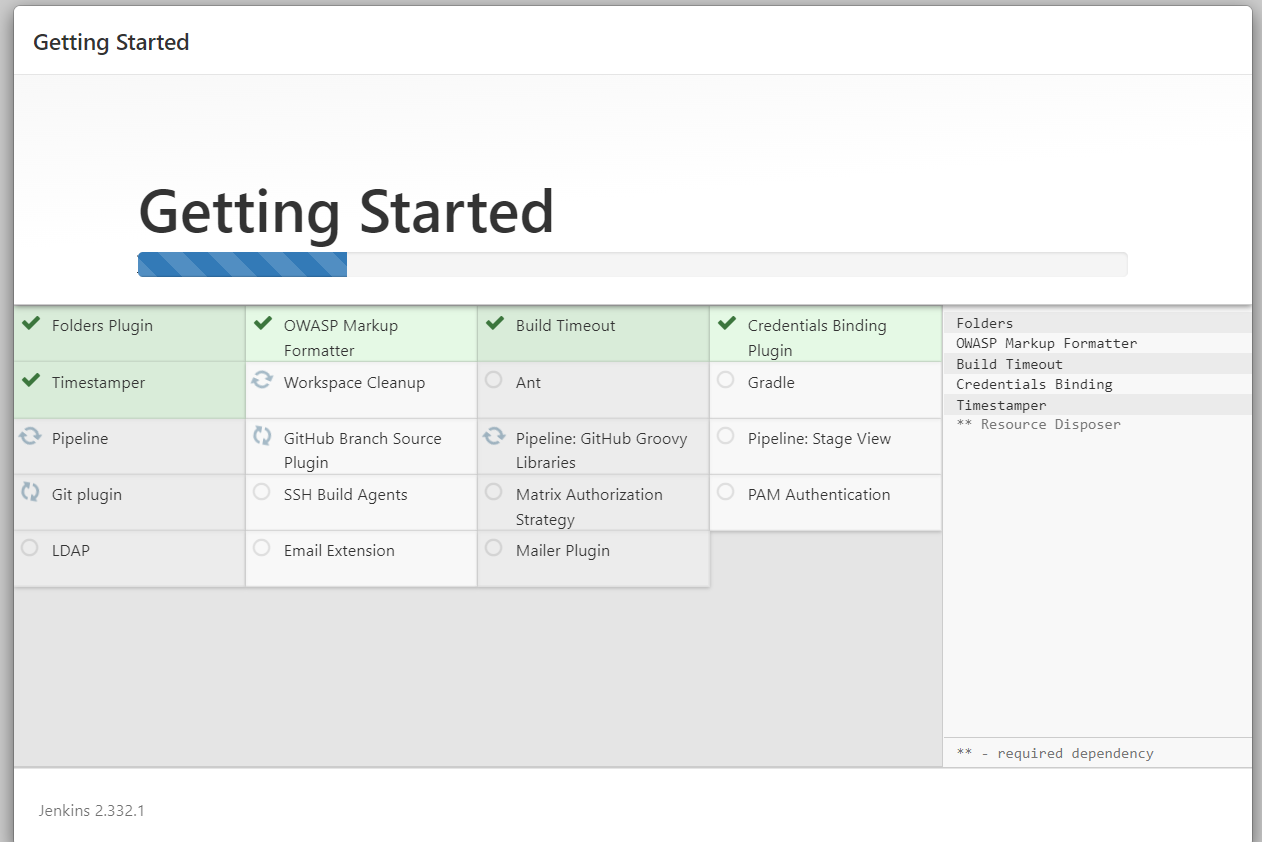 Getting Started
Getting Started
Folders Plugin
OWASP Markup
Formatter
Build Timeout
Credentials Binding
Plugin
Timestamper
Workspace Cleanup
Ant
Gradle
Pipeline
GitHub Branch Source
Plugin
Pipeline: GitHub Groovy
Libraries
Pipeline: Stage View
Git plugin
SSH Build Agents
Matrix Authorization
Strategy
PAM Authentication
LDAP
Email Extension
Mailer Plugin
Folders
OWASP Markup Formatter
Build Timeout
Credentials Binding
Timestamper
** Resource Disposer
** - required dependency
Jenkins 2.332.1